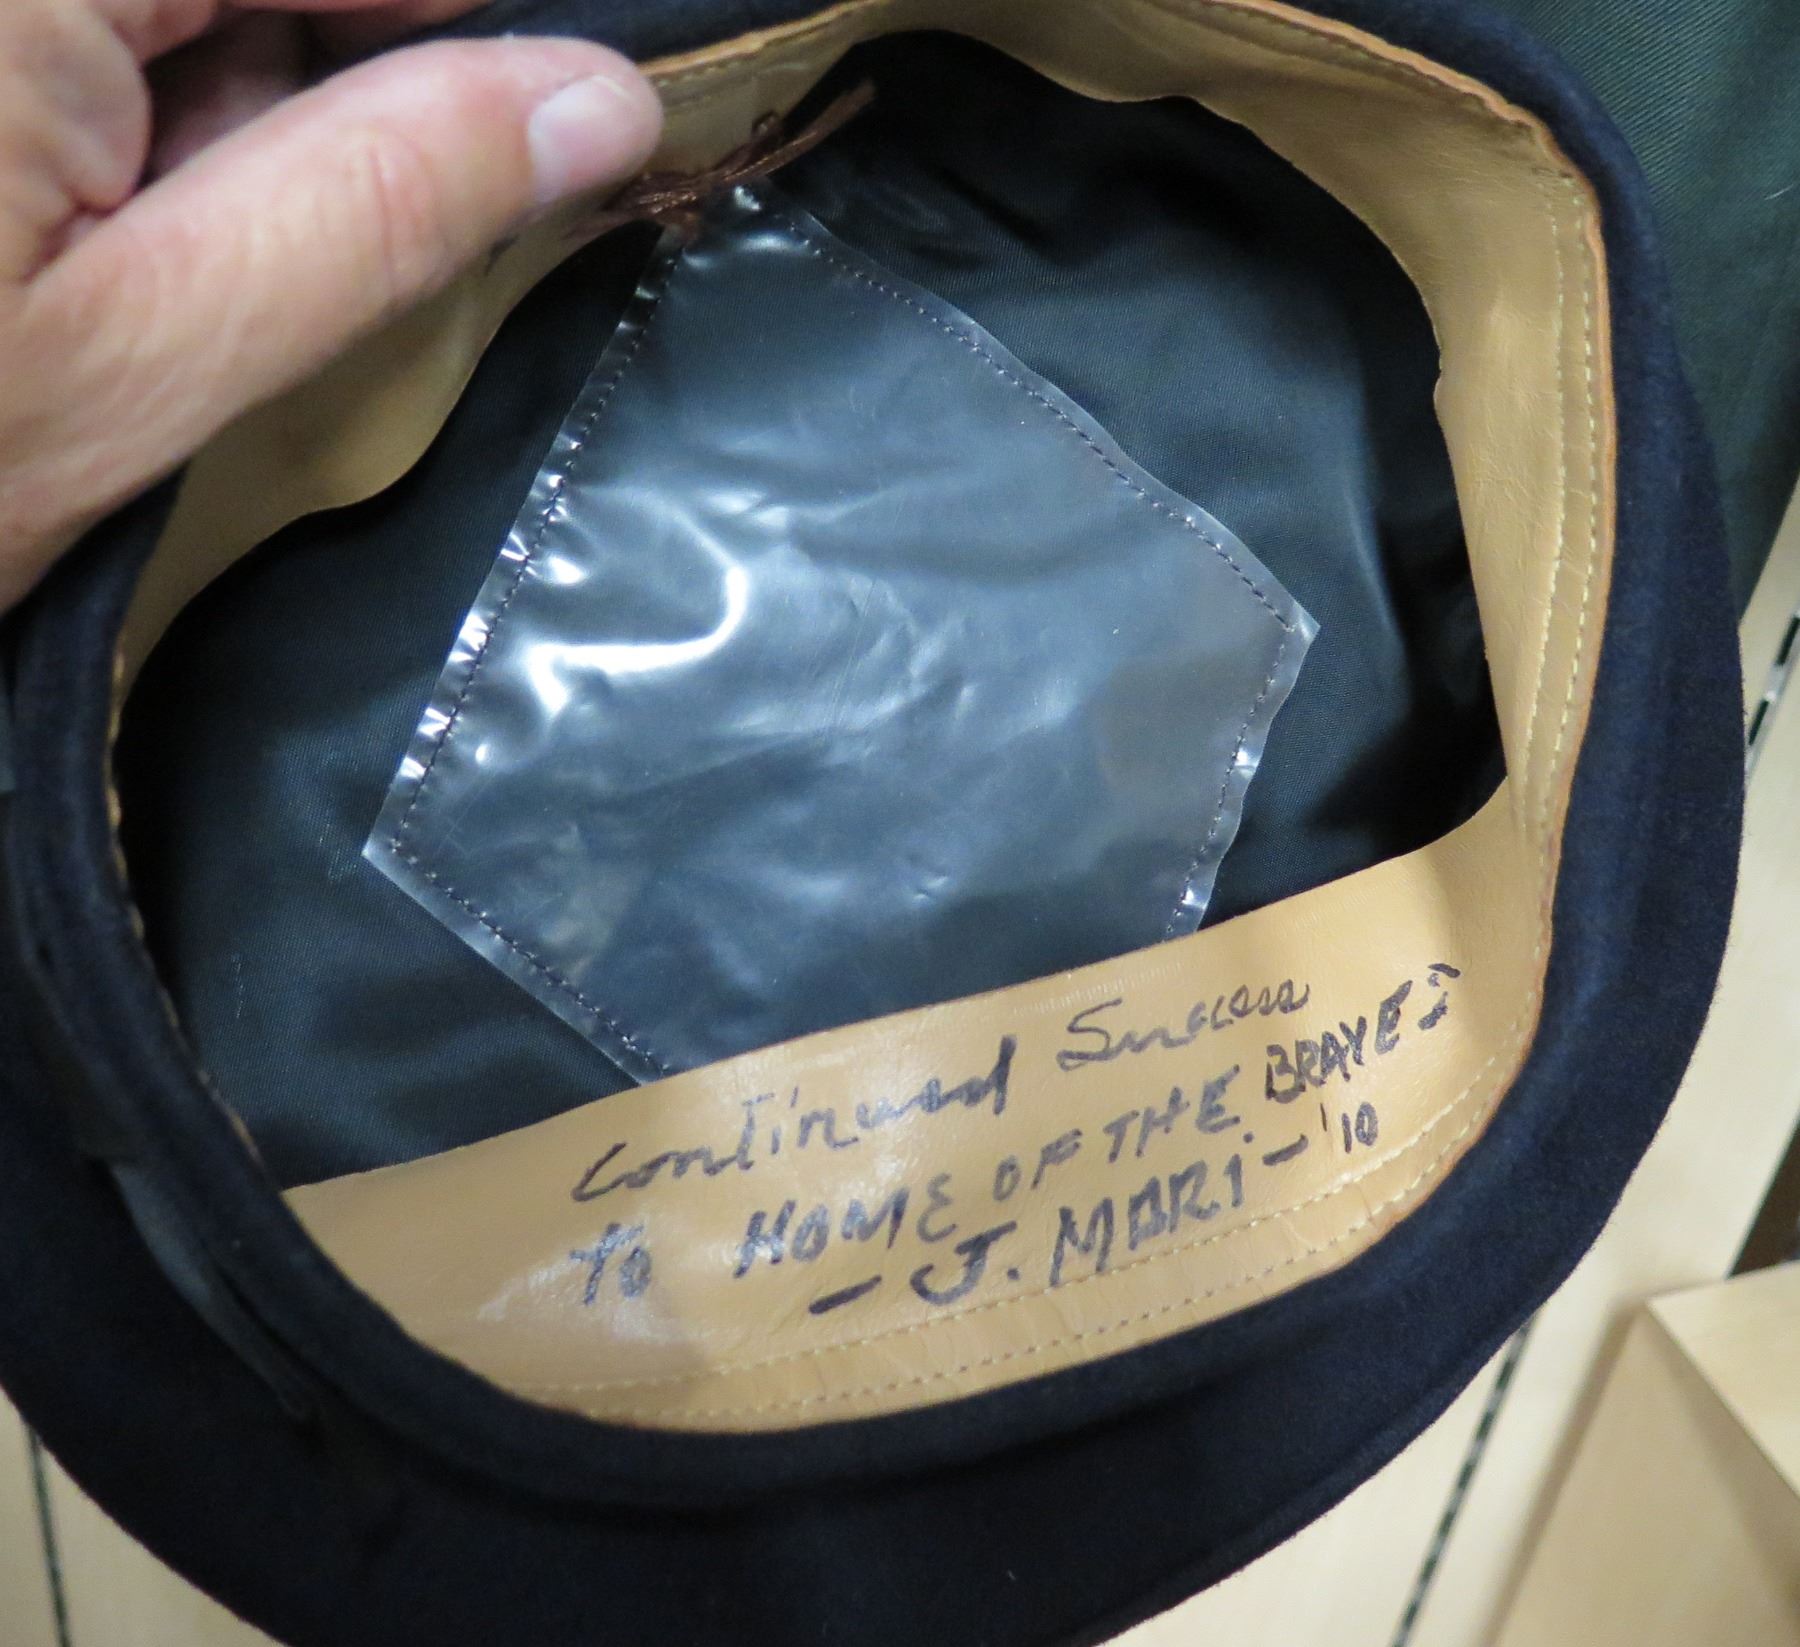 Continued Success
To HOME OF THE BRAVE!
- J. MARI. - '10